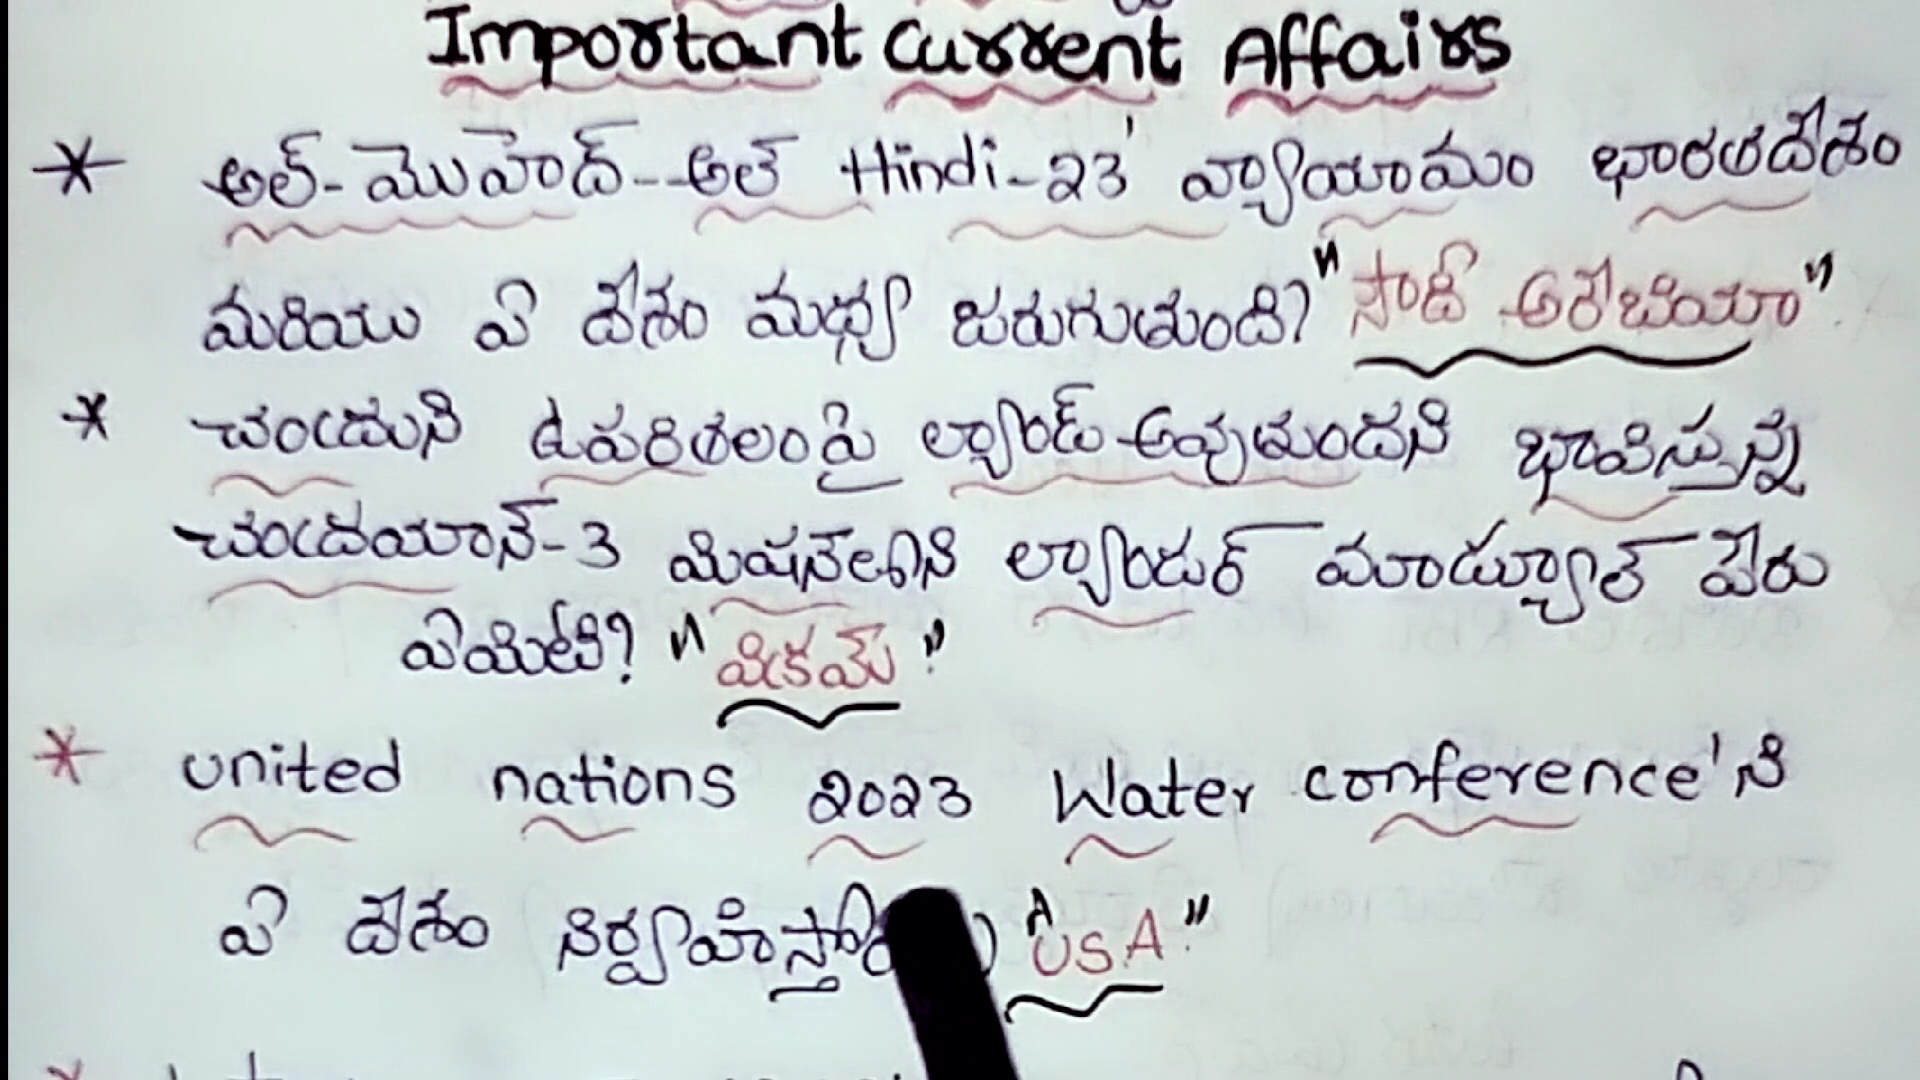 Important Current Affairs
* అల్-మొహెద్--అల్ Hindi-23' వ్యాయామం భారతదేశం
మరియు ఏ దేశం మధ్య జరుగుతుంది? "సౌదీ అరేబియా"
* చంద్రుని ఉపరితలంపై ల్యాండ్ అవుతుందని భావిస్తున్న
చంద్రయాన్-3 మిషన్‌లోని ల్యాండర్ మాడ్యూల్ పేరు
ఏమిటి? "విక్రమ్"
* united nations 2023 Water conference'ని
ఏ దేశం "USA"